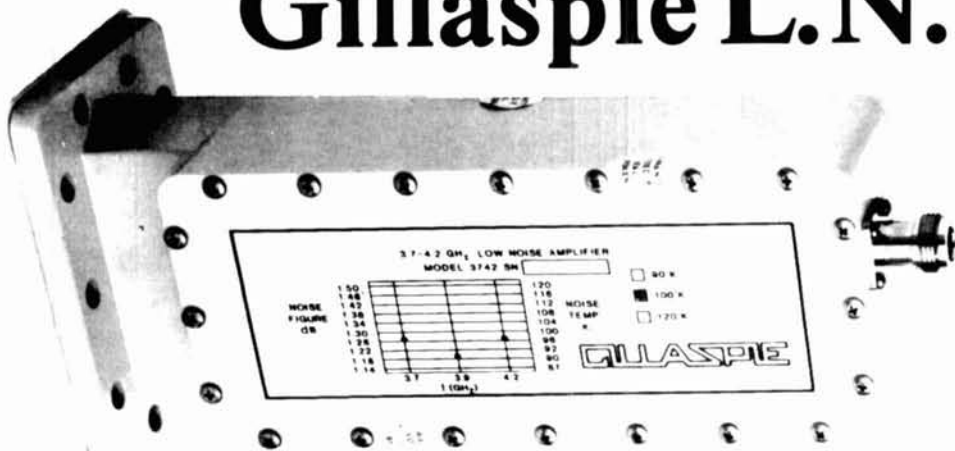 Gillaspie L.N.
3.7-4.2 GHz LOW NOISE AMPLIFIER
MODEL 3742 SN
NOISE
FIGURE
dB
1.50
1.46
1.42
1.38
1.34
1.30
1.26
1.22
1.18
1.14
120
116
112
108
104
100
96
92
90
87
NOISE
TEMP
K
3.7
3.9
4.2
f (GHz)
90 K
100 K
120 K
GILLASPIE